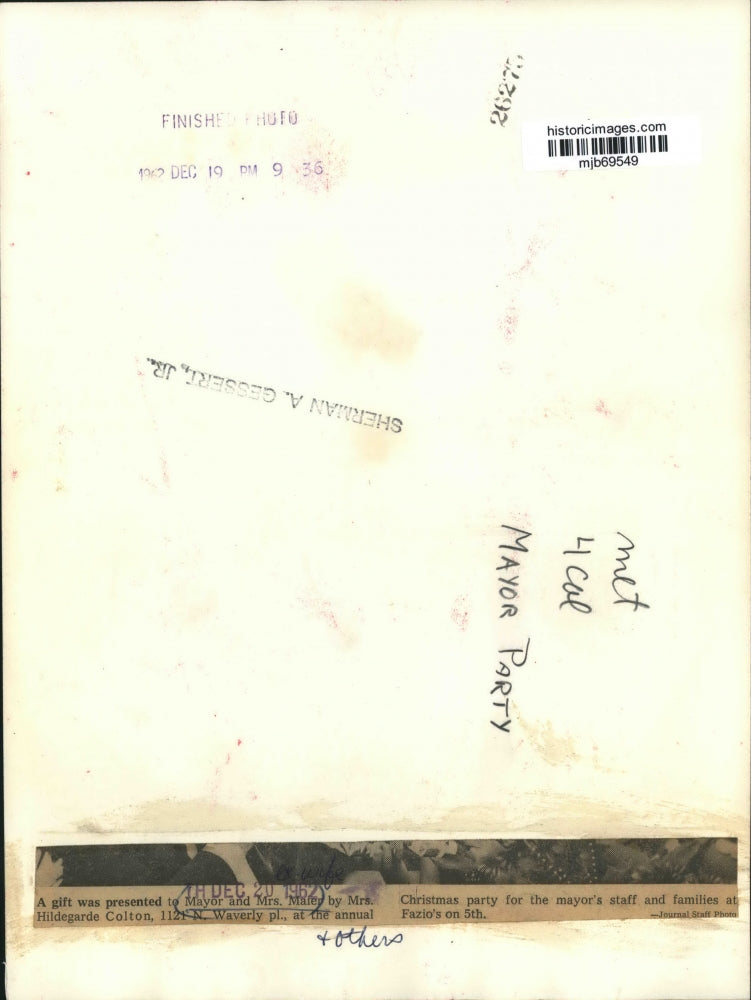 26275
historicimages.com
mjb69549
FINISHED PHOTO
1962 DEC 19 PM 9 36
SHERMAN A. GESSERT, JR.
met
4 col
MAYOR PARTY
& wife
TH DEC 20 1962
A gift was presented to Mayor and Mrs. Maier by Mrs.
Hildegarde Colton, 1121 N. Waverly pl., at the annual
Christmas party for the mayor's staff and families at
Fazio's on 5th.
—Journal Staff Photo
+ others